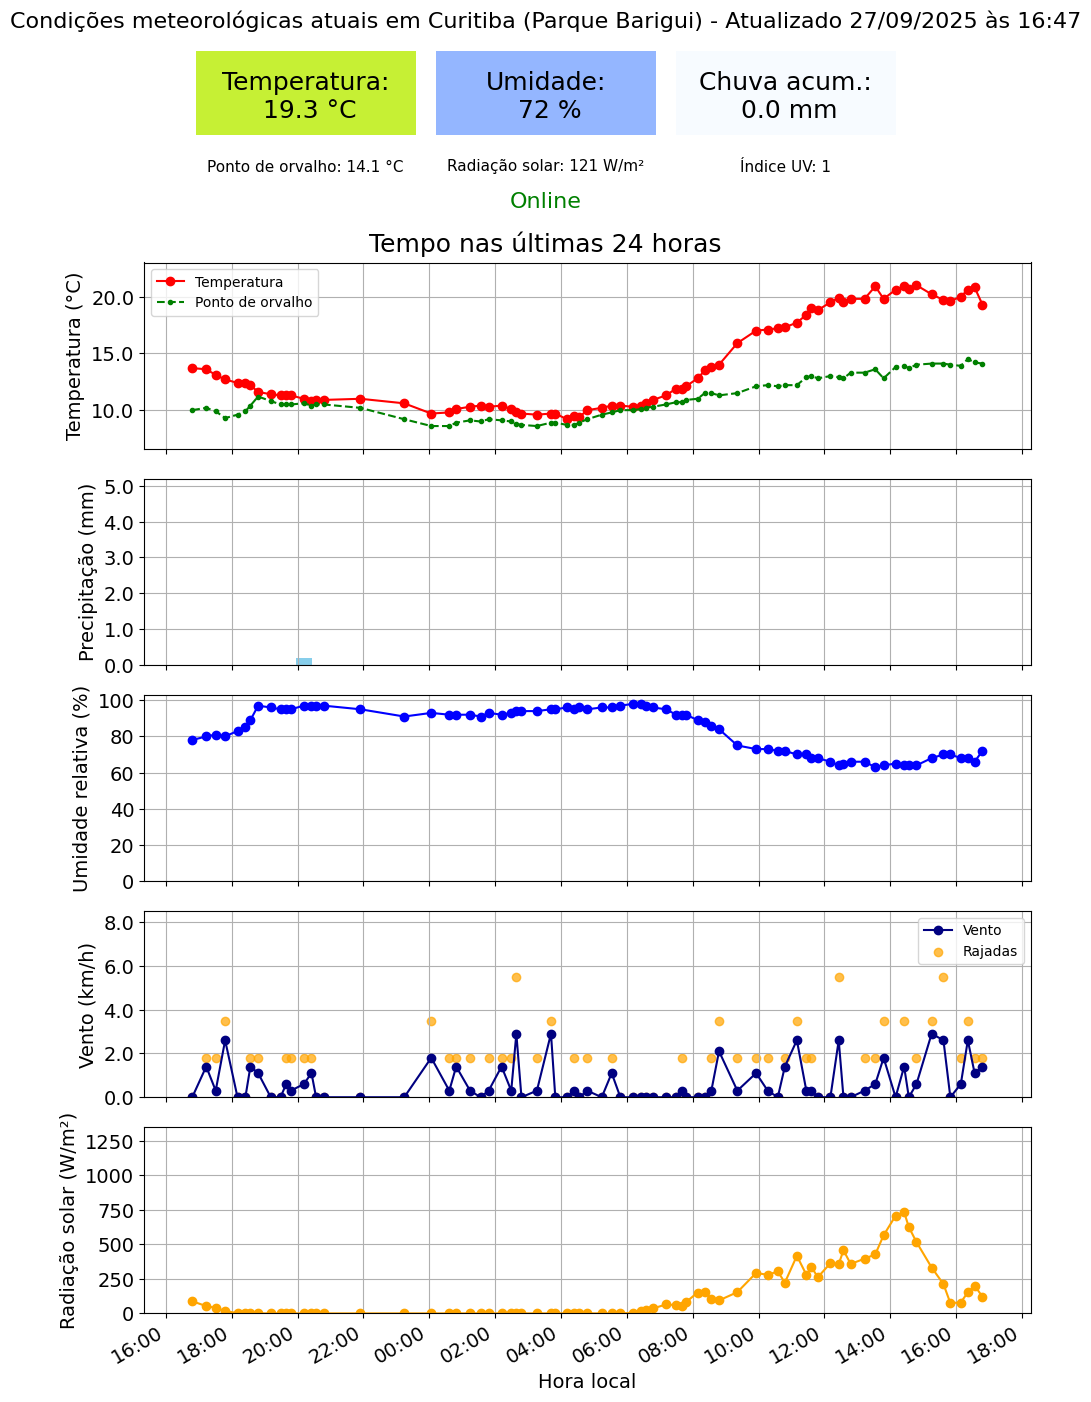 Condições meteorológicas atuais em Curitiba (Parque Barigui) - Atualizado 27/09/2025 às 16:47
Temperatura:
19.3 °C
Umidade:
72 %
Chuva acum.:
0.0 mm
Ponto de orvalho: 14.1 °C
Radiação solar: 121 W/m²
Índice UV: 1
Online
Tempo nas últimas 24 horas
Temperatura (°C)
20.0
15.0
10.0
Temperatura
Ponto de orvalho
Precipitação (mm)
5.0
4.0
3.0
2.0
1.0
0.0
Umidade relativa (%)
100
80
60
40
20
0
Vento (km/h)
8.0
6.0
4.0
2.0
0.0
Vento
Rajadas
Radiação solar (W/m²)
1250
1000
750
500
250
0
16:00
18:00
20:00
22:00
00:00
02:00
04:00
06:00
08:00
10:00
12:00
14:00
16:00
18:00
Hora local